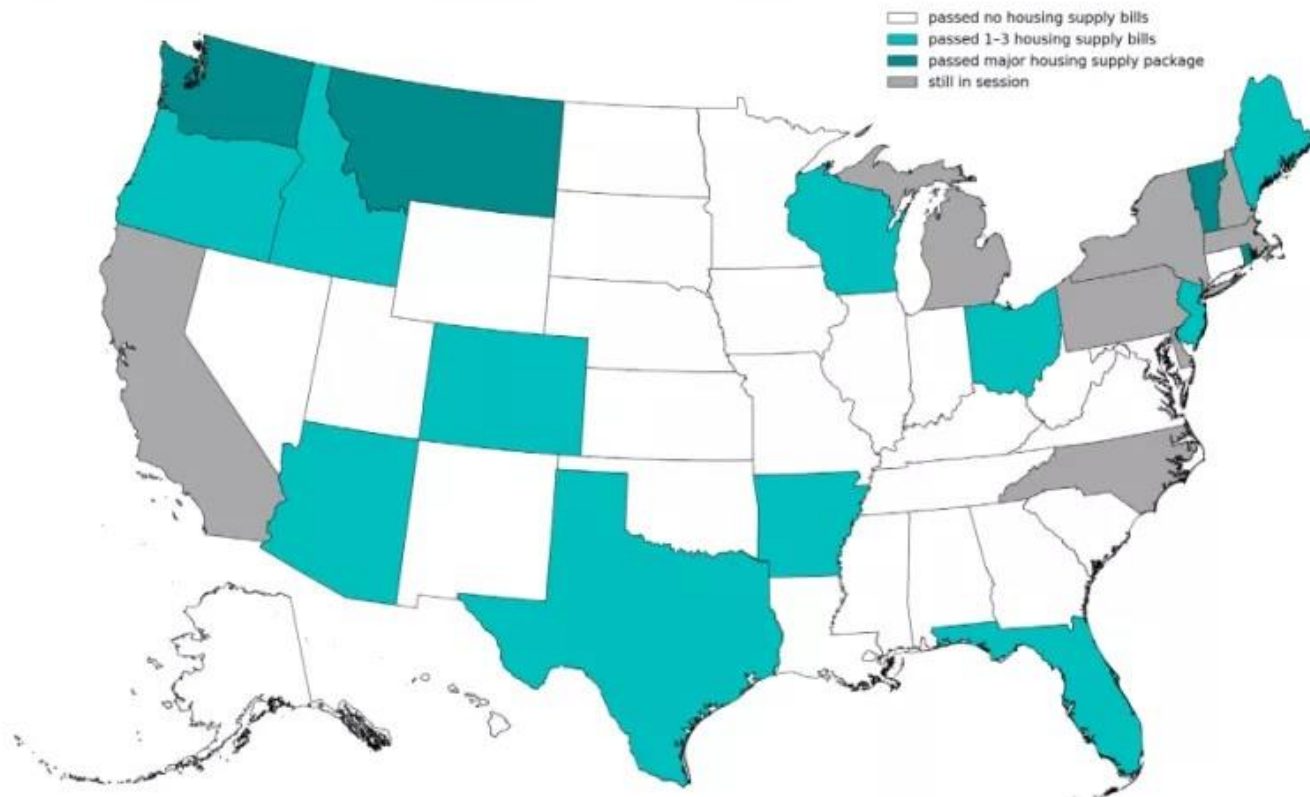 passed no housing supply bills
passed 1–3 housing supply bills
passed major housing supply package
still in session